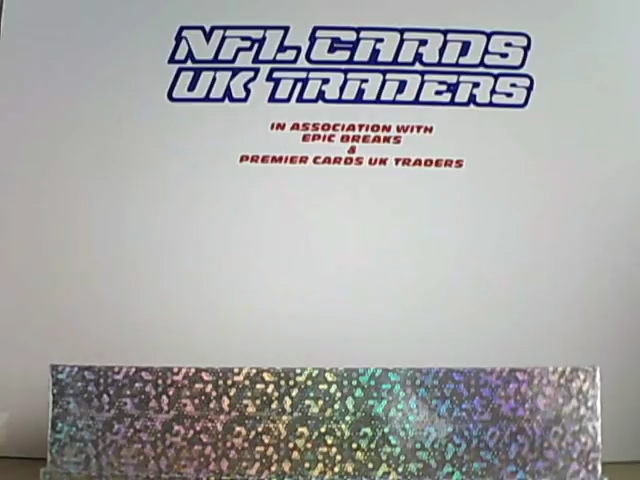 NFL CARDS
UK TRADERS
IN ASSOCIATION WITH
EPIC BREAKS
&
PREMIER CARDS UK TRADERS